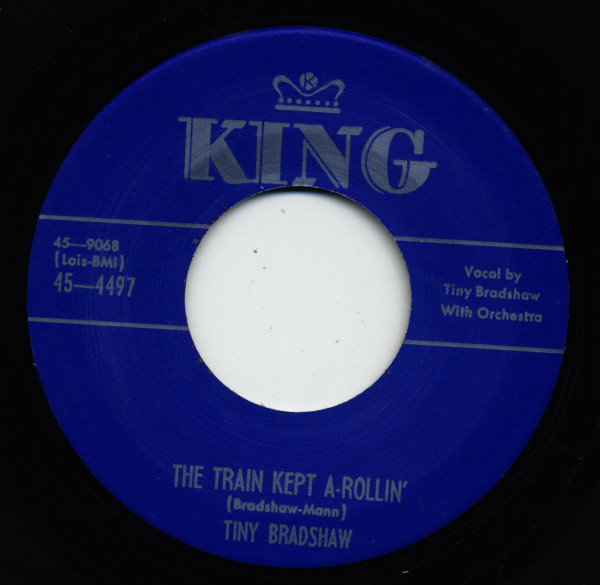 K
KING
45—9068
(Lois-BMI)
45—4497
Vocal by
Tiny Bradshaw
With Orchestra
THE TRAIN KEPT A-ROLLIN'
(Bradshaw-Mann)
TINY BRADSHAW